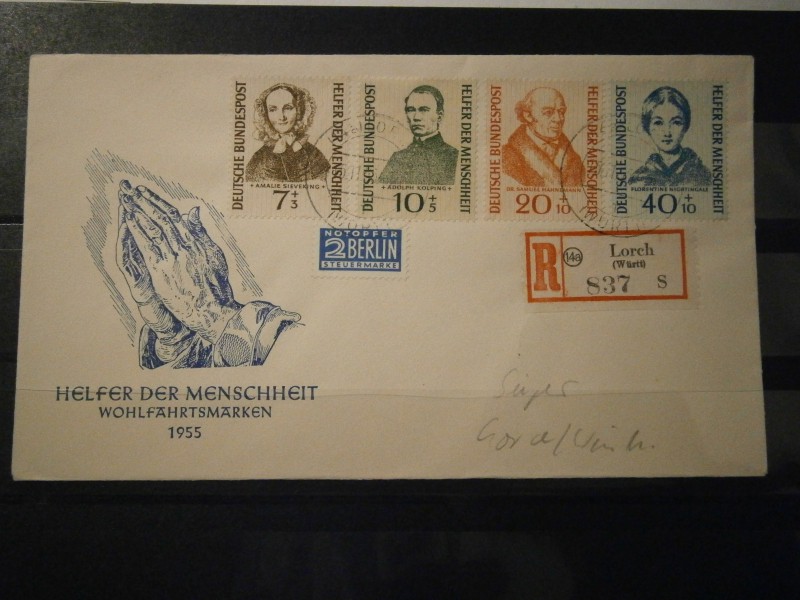 DEUTSCHE BUNDESPOST
HELFER DER MENSCHHEIT
+ AMALIE SIEVEKING +
7+3
DEUTSCHE BUNDESPOST
HELFER DER MENSCHHEIT
+ ADOLPH KOLPING +
10+5
DEUTSCHE BUNDESPOST
HELFER DER MENSCHHEIT
DR. SAMUEL HAHNEMANN
20+10
DEUTSCHE BUNDESPOST
HELFER DER MENSCHHEIT
FLORENTINE NIGHTINGALE
40+10
NOTOPFER
2 BERLIN
STEUERMARKE
R
14a
Lorch
(Württ)
837 S
HELFER DER MENSCHHEIT
WOHLFAHRTSMARKEN
1955